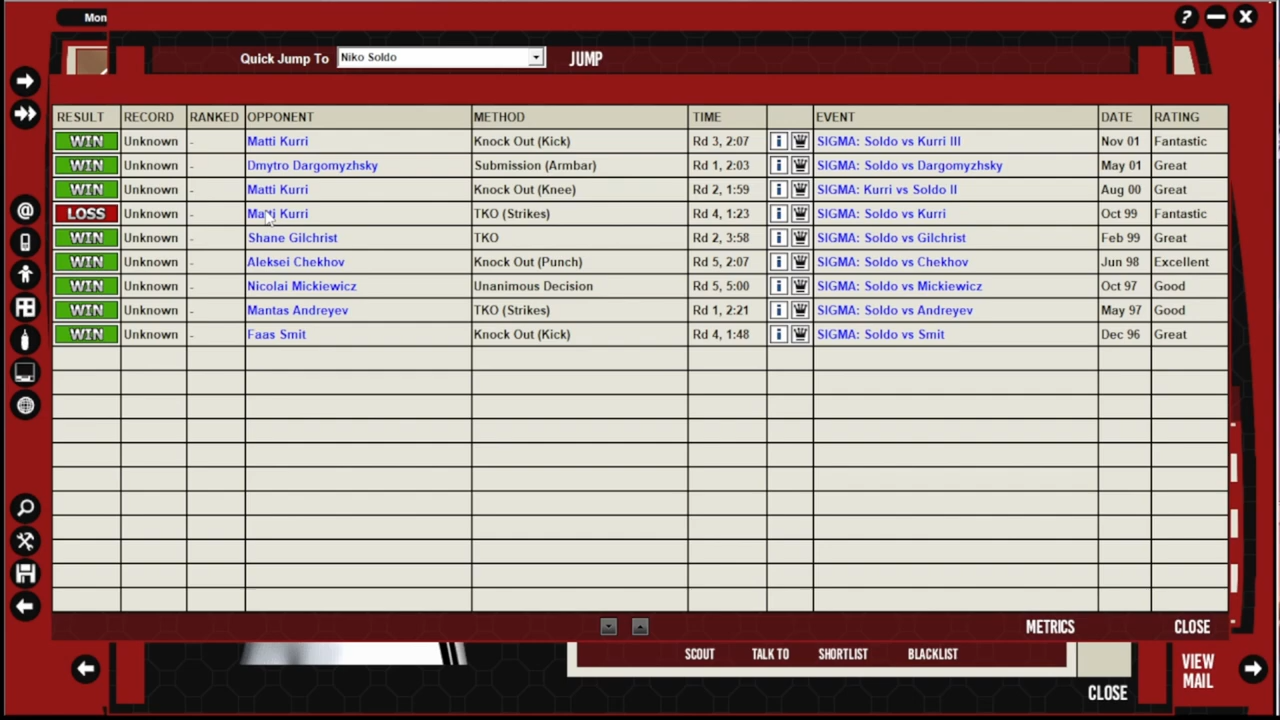 Mon
Quick Jump To Niko Soldo JUMP
RESULT RECORD RANKED OPPONENT METHOD TIME EVENT DATE RATING
WIN Unknown - Matti Kurri Knock Out (Kick) Rd 3, 2:07 i SIGMA: Soldo vs Kurri III Nov 01 Fantastic
WIN Unknown - Dmytro Dargomyzhsky Submission (Armbar) Rd 1, 2:03 i SIGMA: Soldo vs Dargomyzhsky May 01 Great
WIN Unknown - Matti Kurri Knock Out (Knee) Rd 2, 1:59 i SIGMA: Kurri vs Soldo II Aug 00 Great
LOSS Unknown - Matti Kurri TKO (Strikes) Rd 4, 1:23 i SIGMA: Soldo vs Kurri Oct 99 Fantastic
WIN Unknown - Shane Gilchrist TKO Rd 2, 3:58 i SIGMA: Soldo vs Gilchrist Feb 99 Great
WIN Unknown - Aleksei Chekhov Knock Out (Punch) Rd 5, 2:07 i SIGMA: Soldo vs Chekhov Jun 98 Excellent
WIN Unknown - Nicolai Mickiewicz Unanimous Decision Rd 5, 5:00 i SIGMA: Soldo vs Mickiewicz Oct 97 Good
WIN Unknown - Mantas Andreyev TKO (Strikes) Rd 1, 2:21 i SIGMA: Soldo vs Andreyev May 97 Good
WIN Unknown - Faas Smit Knock Out (Kick) Rd 4, 1:48 i SIGMA: Soldo vs Smit Dec 96 Great
METRICS CLOSE
SCOUT TALK TO SHORTLIST BLACKLIST
VIEW
MAIL
CLOSE